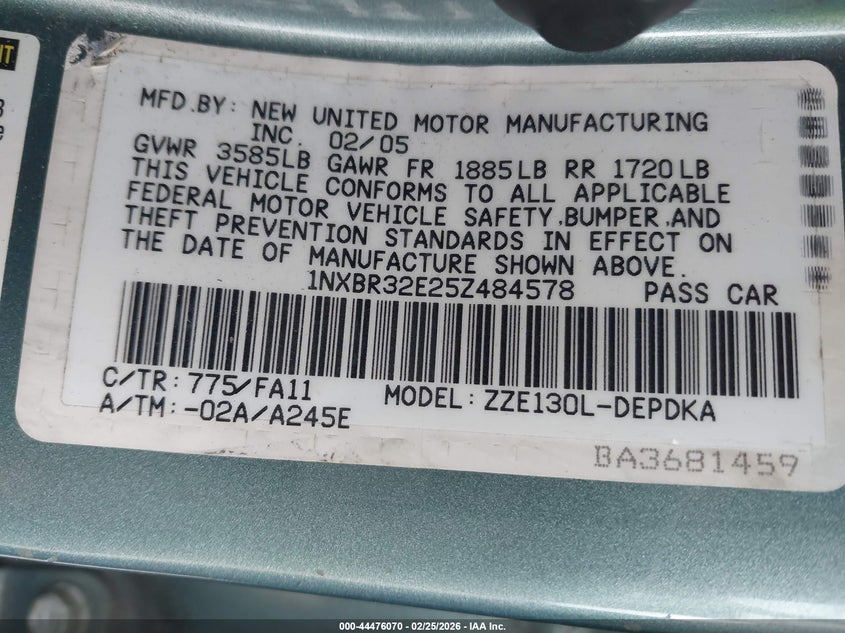 MFD.BY: NEW UNITED MOTOR MANUFACTURING
INC. 02/05
GVWR 3585LB GAWR FR 1885LB RR 1720LB
THIS VEHICLE CONFORMS TO ALL APPLICABLE
FEDERAL MOTOR VEHICLE SAFETY,BUMPER,AND
THEFT PREVENTION STANDARDS IN EFFECT ON
THE DATE OF MANUFACTURE SHOWN ABOVE.
1NXBR32E25Z484578 PASS CAR
C/TR: 775/FA11 MODEL: ZZE130L-DEPDKA
A/TM: -02A/A245E
BA3681459
000-44476070 - 02/25/2026 - IAA Inc.